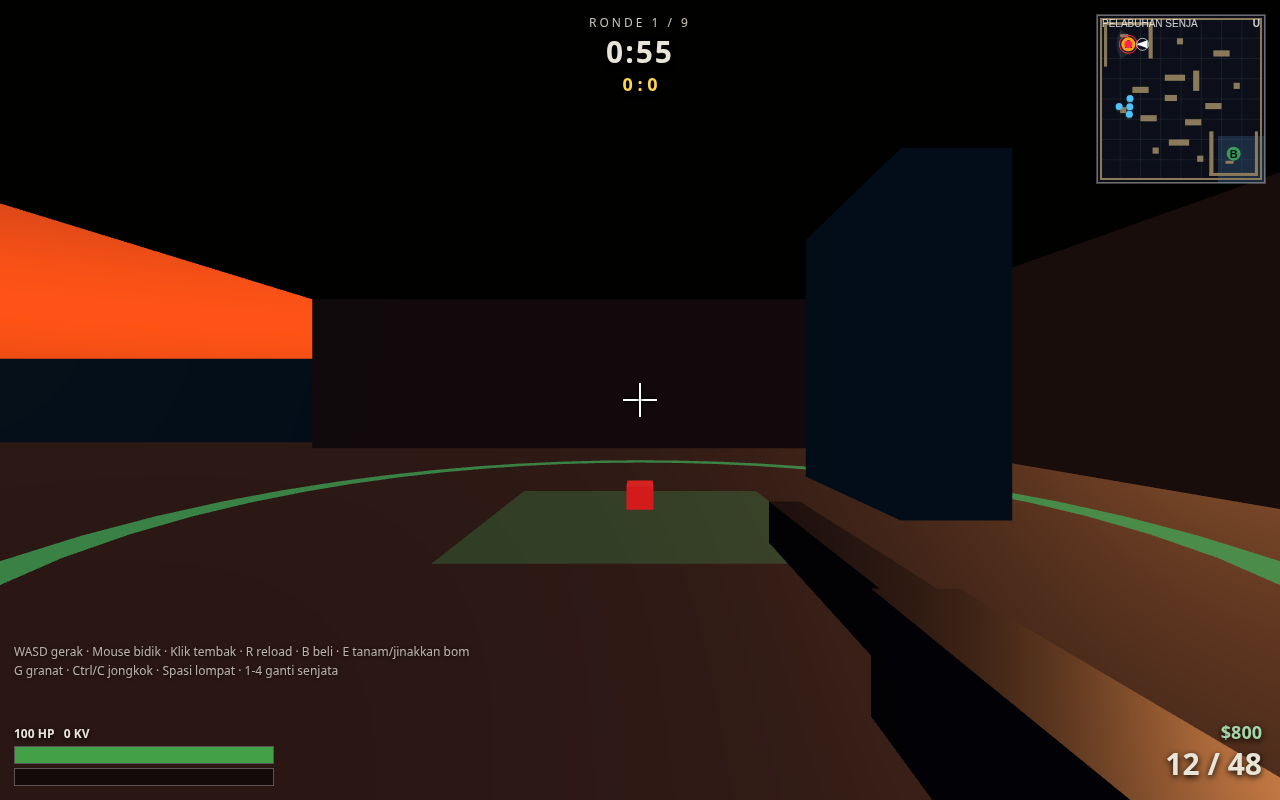 RONDE 1 / 9
0:55
0 : 0
PELABUHAN SENJA
U
B
WASD gerak · Mouse bidik · Klik tembak · R reload · B beli · E tanam/jinakkan bom
G granat · Ctrl/C jongkok · Spasi lompat · 1-4 ganti senjata
100 HP 0 KV
$800
12 / 48